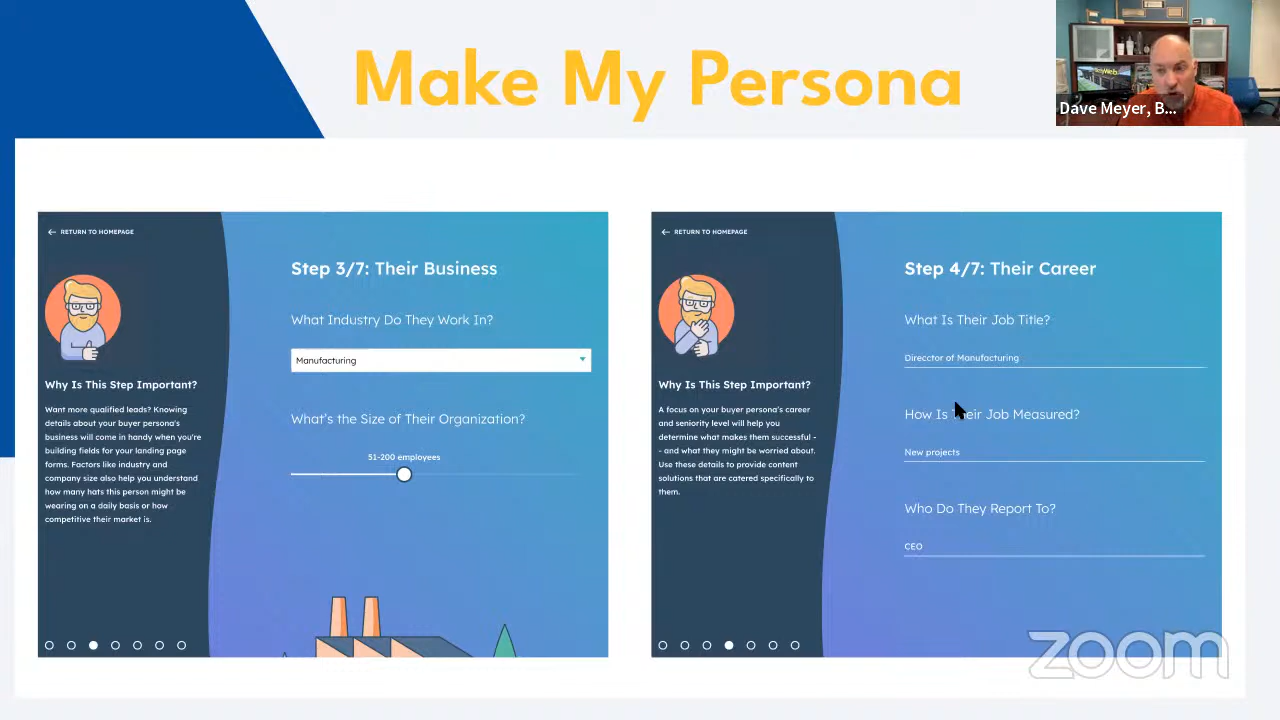 Make My Persona
Dave Meyer, B...
← RETURN TO HOMEPAGE
Step 3/7: Their Business
What Industry Do They Work In?
Manufacturing
What's the Size of Their Organization?
51-200 employees
Why Is This Step Important?
Want more qualified leads? Knowing
details about your buyer persona's
business will come in handy when you're
building fields for your landing page
forms. Factors like industry and
company size also help you understand
how many hats this person might be
wearing on a daily basis or how
competitive their market is.
← RETURN TO HOMEPAGE
Step 4/7: Their Career
What Is Their Job Title?
Direcctor of Manufacturing
How Is Their Job Measured?
New projects
Who Do They Report To?
CEO
Why Is This Step Important?
A focus on your buyer persona's career
and seniority level will help you
determine what makes them successful -
- and what they might be worried about.
Use these details to provide content
solutions that are catered specifically to
them.
zoom